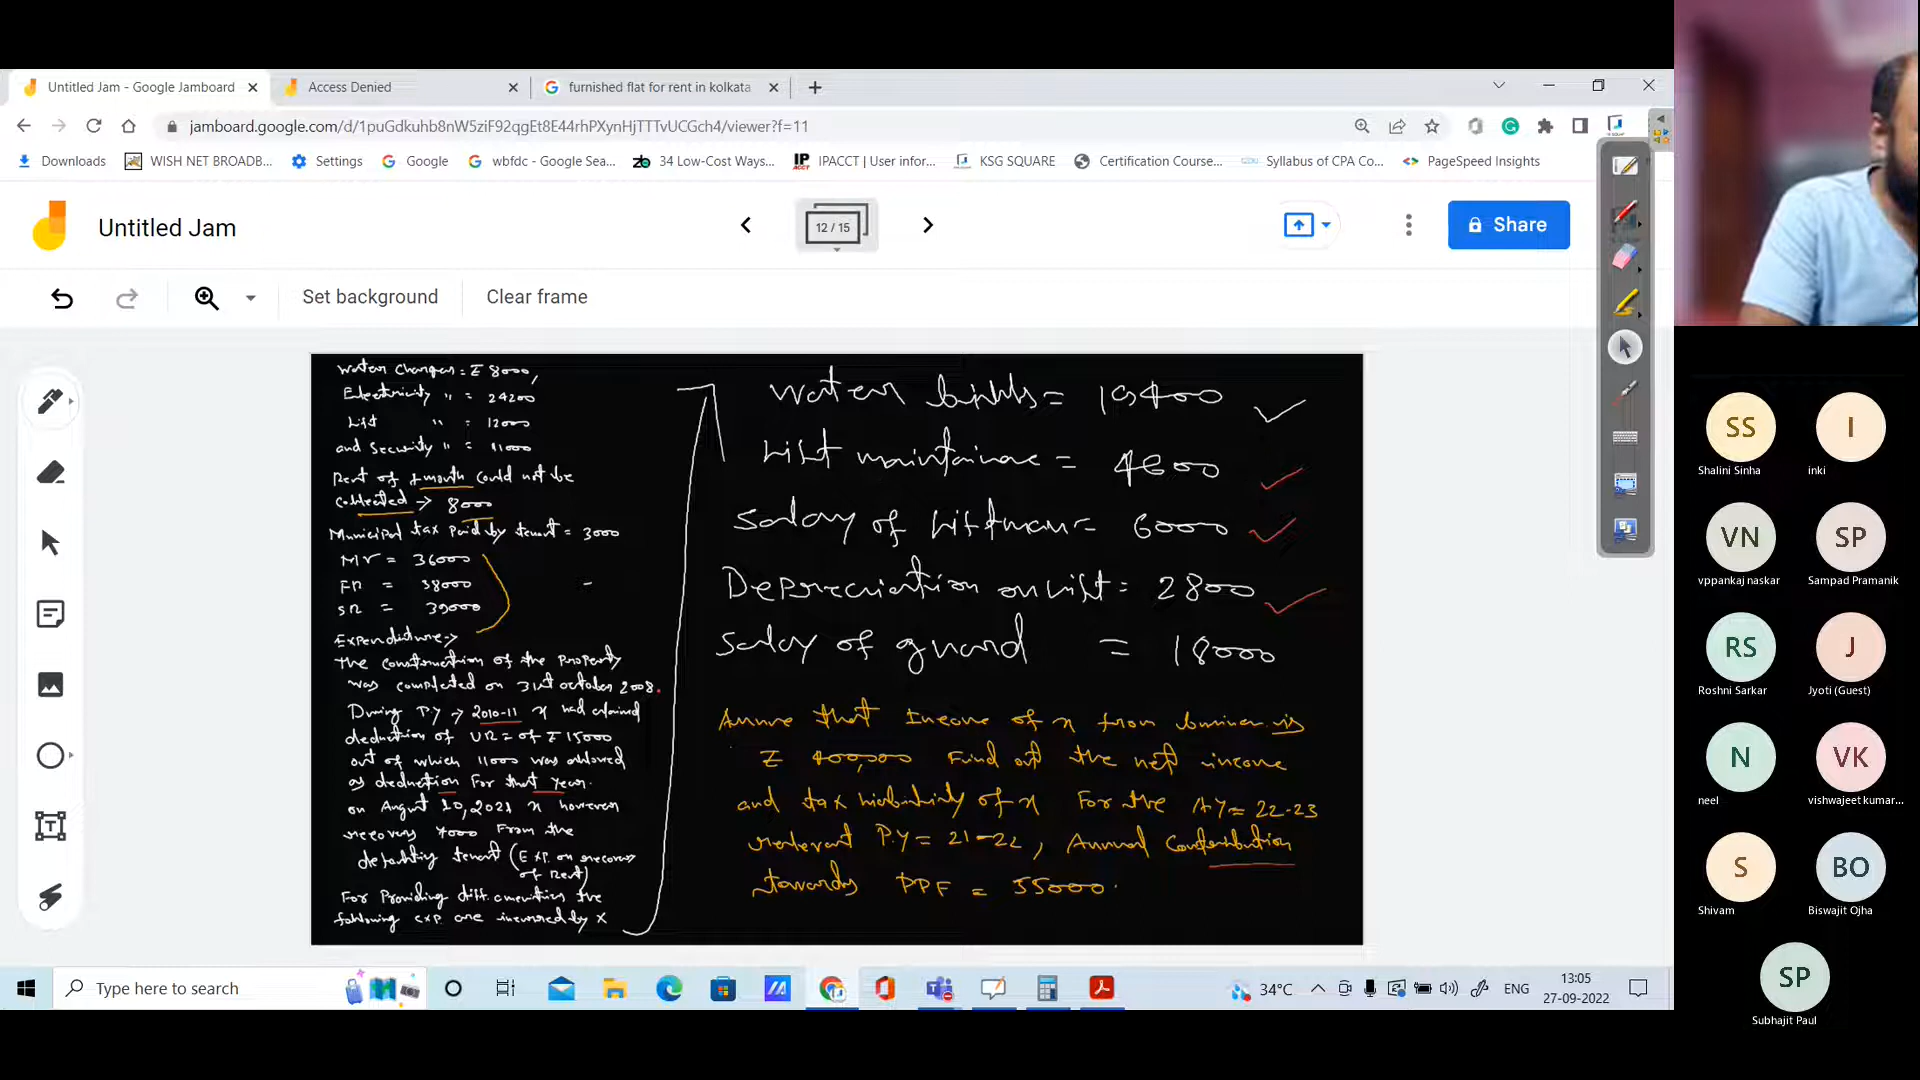 Untitled Jam - Google Jamboard
Access Denied
furnished flat for rent in kolkata
jamboard.google.com/d/1puGdkuhb8nW5ziF92qgEt8E44rhPXynHjTTTvUCGch4/viewer?f=11
Downloads
WISH NET BROADB...
Settings
Google
wbfdc - Google Sea...
34 Low-Cost Ways...
IPACCT | User infor...
KSG SQUARE
Certification Course...
Syllabus of CPA Co...
PageSpeed Insights
Untitled Jam
12 / 15
Share
Set background
Clear frame
Water Charges = ₹ 8000,
Electricity " = 24200
Lift " = 12000
and Security " = 11000
Rent of 1 month could not be
collected → 8000
Municipal tax paid by tenant = 3000
MV = 36000
FR = 38000
SR = 39000
Expenditure →
The construction of the property
was completed on 31st october 2008.
During P.Y → 2010-11 x had claimed
deduction of UR = of ₹ 15000
out of which 11000 was allowed
as deduction For that year.
on August 20, 2021 x however
recovery 7000 From the
tenant (Exp. on recovery
of Rent)
For Providing diff. amenities the
following exp. are incurred by X
Water bills = 19400
Lift maintainance = 4600
Salary of Liftman = 6000
Depreciation on Lift = 2800
Salary of guard = 18000
Assume that Income of x from business is
₹ 400,000 Find out the net income
and tax liability of x For the AY = 22-23
relevant P.Y = 21-22, Annual Contribution
towards PPF = 55000.
SS
Shalini Sinha
I
inki
VN
vppankaj naskar
SP
Sampad Pramanik
RS
Roshni Sarkar
J
Jyoti (Guest)
N
neel
VK
vishwajeet kumar...
S
Shivam
BO
Biswajit Ojha
SP
Subhajit Paul
Type here to search
34°C
ENG
13:05
27-09-2022